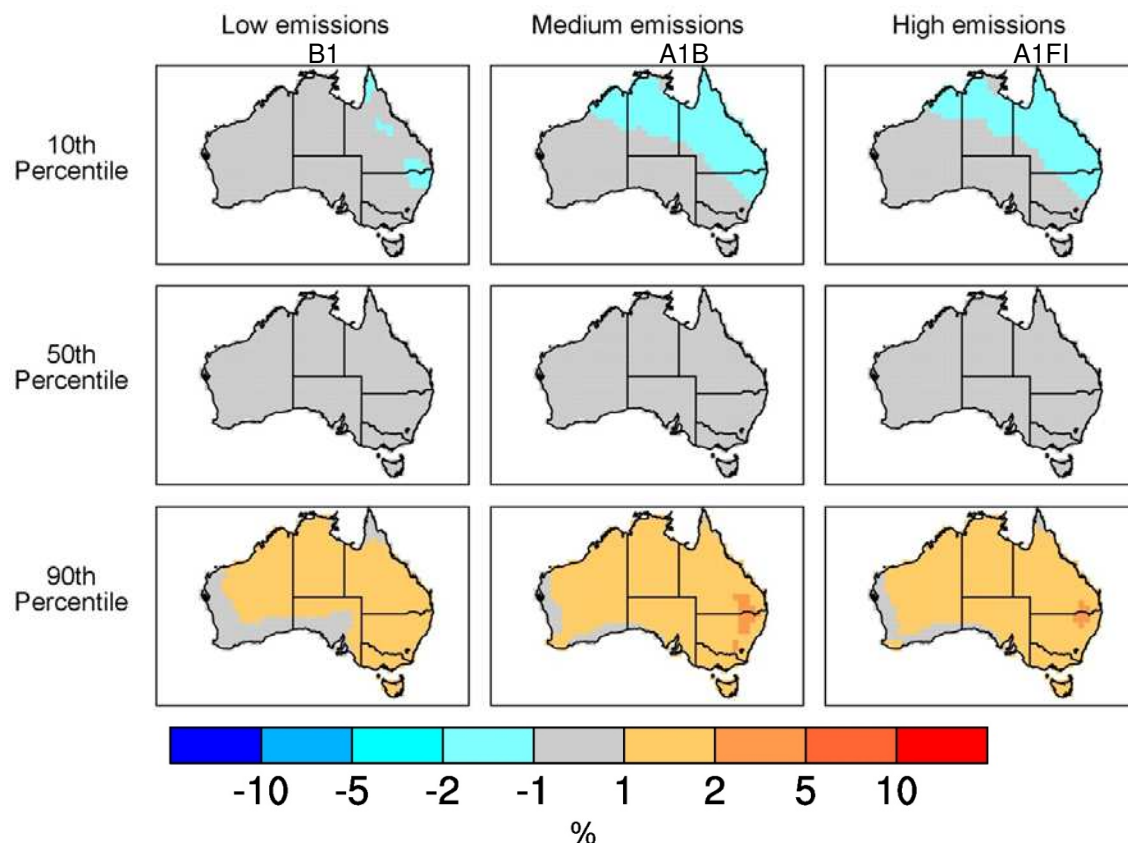 Low emissions Medium emissions High emissions
B1 A1B A1FI
10th
Percentile
50th
Percentile
90th
Percentile
-10 -5 -2 -1 1 2 5 10
%